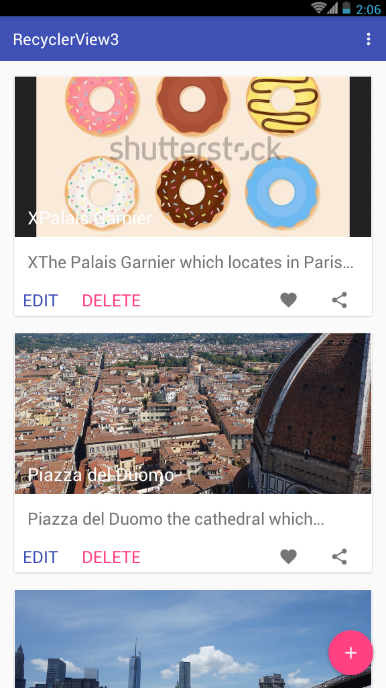 2:06
RecyclerView3
shutterstock
XPalais Garnier
XThe Palais Garnier which locates in Paris...
EDIT DELETE
Piazza del Duomo
Piazza del Duomo the cathedral which...
EDIT DELETE